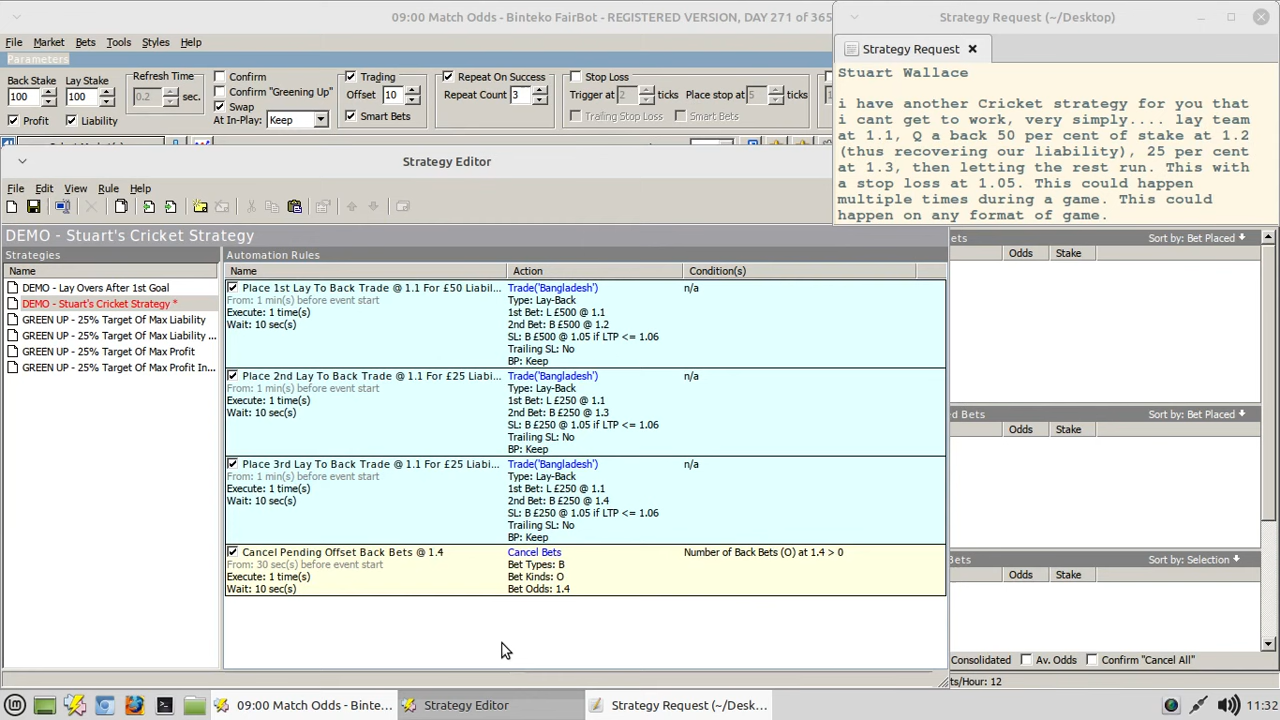 09:00 Match Odds - Binteko FairBot - REGISTERED VERSION, DAY 271 of 365
Strategy Request (~/Desktop)
File Market Bets Tools Styles Help
Strategy Request
Parameters
Back Stake Lay Stake Refresh Time
100 100 0.2 sec.
Profit Liability
Confirm
Confirm "Greening Up"
Swap
At In-Play: Keep
Trading
Offset 10
Smart Bets
Repeat On Success
Repeat Count 3
Stop Loss
Trigger at 2 ticks Place stop at 5 ticks
Trailing Stop Loss Smart Bets
Stuart Wallace
i have another Cricket strategy for you that
i cant get to work, very simply.... lay team
at 1.1, Q a back 50 per cent of stake at 1.2
(thus recovering our liability), 25 per cent
at 1.3, then letting the rest run. This with
a stop loss at 1.05. This could happen
multiple times during a game. This could
happen on any format of game.
Strategy Editor
File Edit View Rule Help
DEMO - Stuart's Cricket Strategy
Strategies
Name
DEMO - Lay Overs After 1st Goal
DEMO - Stuart's Cricket Strategy *
GREEN UP - 25% Target Of Max Liability
GREEN UP - 25% Target Of Max Liability ...
GREEN UP - 25% Target Of Max Profit
GREEN UP - 25% Target Of Max Profit In...
Automation Rules
Name Action Condition(s)
Place 1st Lay To Back Trade @ 1.1 For £50 Liabil... Trade('Bangladesh') n/a
From: 1 min(s) before event start Type: Lay-Back
Execute: 1 time(s) 1st Bet: L £500 @ 1.1
Wait: 10 sec(s) 2nd Bet: B £500 @ 1.2
SL: B £500 @ 1.05 if LTP <= 1.06
Trailing SL: No
BP: Keep
Place 2nd Lay To Back Trade @ 1.1 For £25 Liabi... Trade('Bangladesh') n/a
From: 1 min(s) before event start Type: Lay-Back
Execute: 1 time(s) 1st Bet: L £250 @ 1.1
Wait: 10 sec(s) 2nd Bet: B £250 @ 1.3
SL: B £250 @ 1.05 if LTP <= 1.06
Trailing SL: No
BP: Keep
Place 3rd Lay To Back Trade @ 1.1 For £25 Liabi... Trade('Bangladesh') n/a
From: 1 min(s) before event start Type: Lay-Back
Execute: 1 time(s) 1st Bet: L £250 @ 1.1
Wait: 10 sec(s) 2nd Bet: B £250 @ 1.4
SL: B £250 @ 1.05 if LTP <= 1.06
Trailing SL: No
BP: Keep
Cancel Pending Offset Back Bets @ 1.4 Cancel Bets Number of Back Bets (O) at 1.4 > 0
From: 30 sec(s) before event start Bet Types: B
Execute: 1 time(s) Bet Kinds: O
Wait: 10 sec(s) Bet Odds: 1.4
ets Sort by: Bet Placed
Odds Stake
d Bets Sort by: Bet Placed
Odds Stake
ets Sort by: Selection
Odds Stake
Consolidated Av. Odds Confirm "Cancel All"
ts/Hour: 12
09:00 Match Odds - Binteko ... Strategy Editor Strategy Request (~/Desk... 11:32